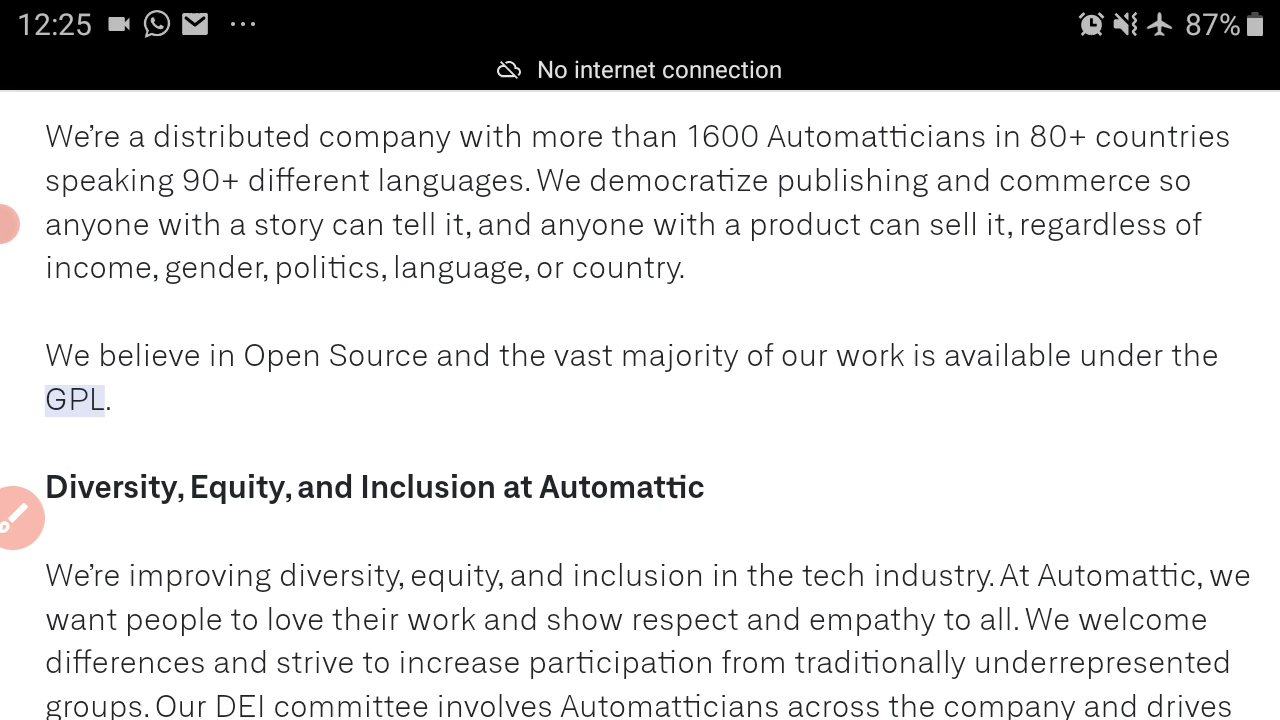 12:25 ... 87%
No internet connection
We're a distributed company with more than 1600 Automatticians in 80+ countries
speaking 90+ different languages. We democratize publishing and commerce so
anyone with a story can tell it, and anyone with a product can sell it, regardless of
income, gender, politics, language, or country.
We believe in Open Source and the vast majority of our work is available under the
GPL.
Diversity, Equity, and Inclusion at Automattic
We're improving diversity, equity, and inclusion in the tech industry. At Automattic, we
want people to love their work and show respect and empathy to all. We welcome
differences and strive to increase participation from traditionally underrepresented
groups. Our DEI committee involves Automatticians across the company and drives